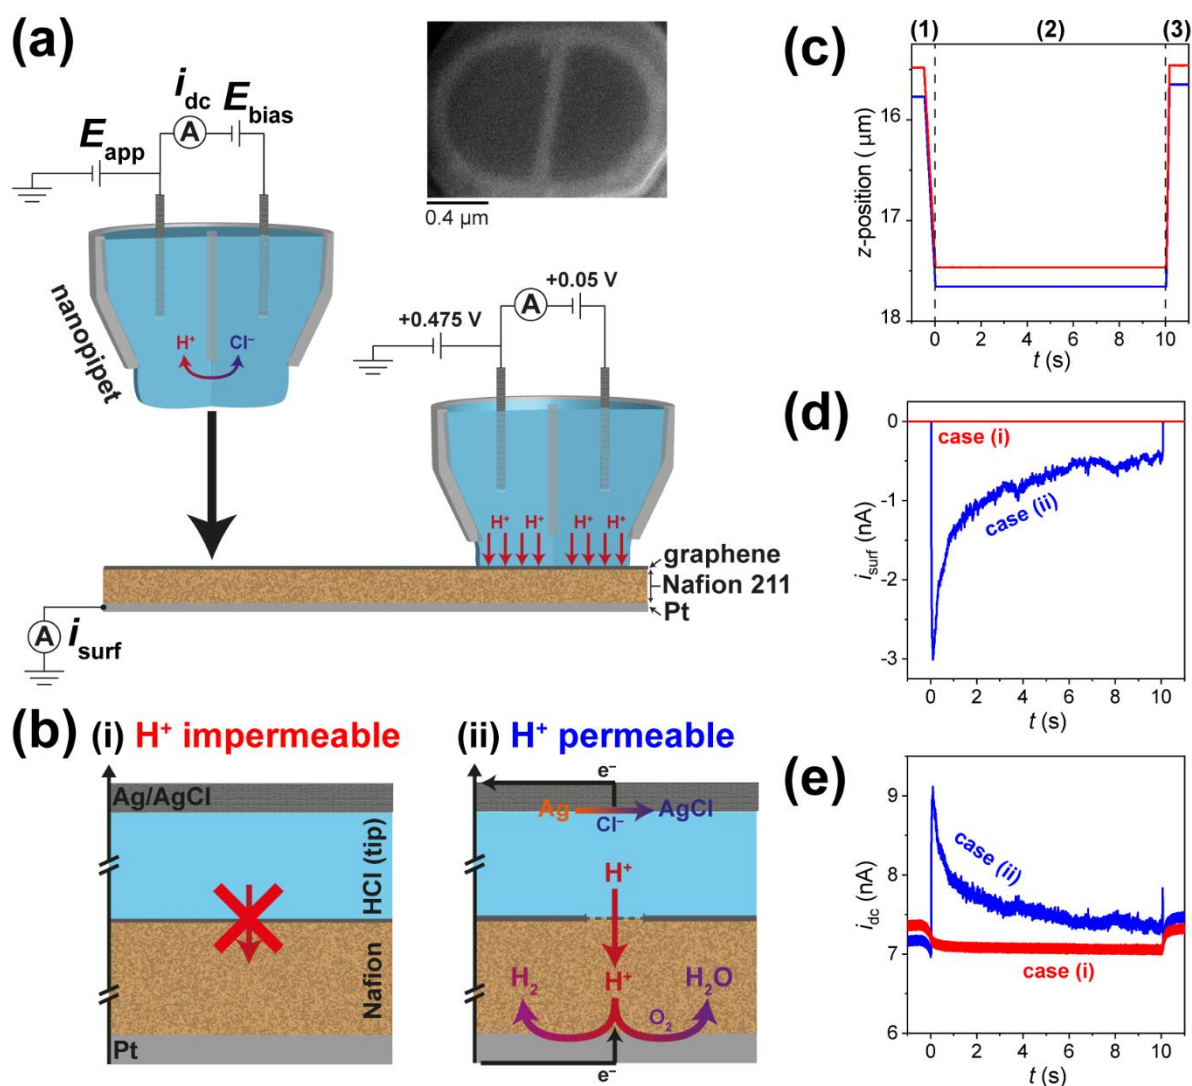 (a)
i dc
E bias
E app
A
nanopipet
H⁺ Cl⁻
0.4 μm
+0.05 V
A
+0.475 V
H⁺ H⁺ H⁺ H⁺
graphene
Nafion 211
Pt
A
i surf
(b)
(i) H⁺ impermeable
Ag/AgCl
HCl (tip)
Nafion
Pt
(ii) H⁺ permeable
e⁻
Ag AgCl
Cl⁻
H⁺
H⁺
H₂ H₂O
O₂
e⁻
(c)
(1) (2) (3)
z-position ( μm)
16
17
18
0 2 4 6 8 10
t (s)
(d)
i surf (nA)
0
-1
-2
-3
case (i)
case (ii)
0 2 4 6 8 10
t (s)
(e)
i dc (nA)
9
8
7
6
case (ii)
case (i)
0 2 4 6 8 10
t (s)